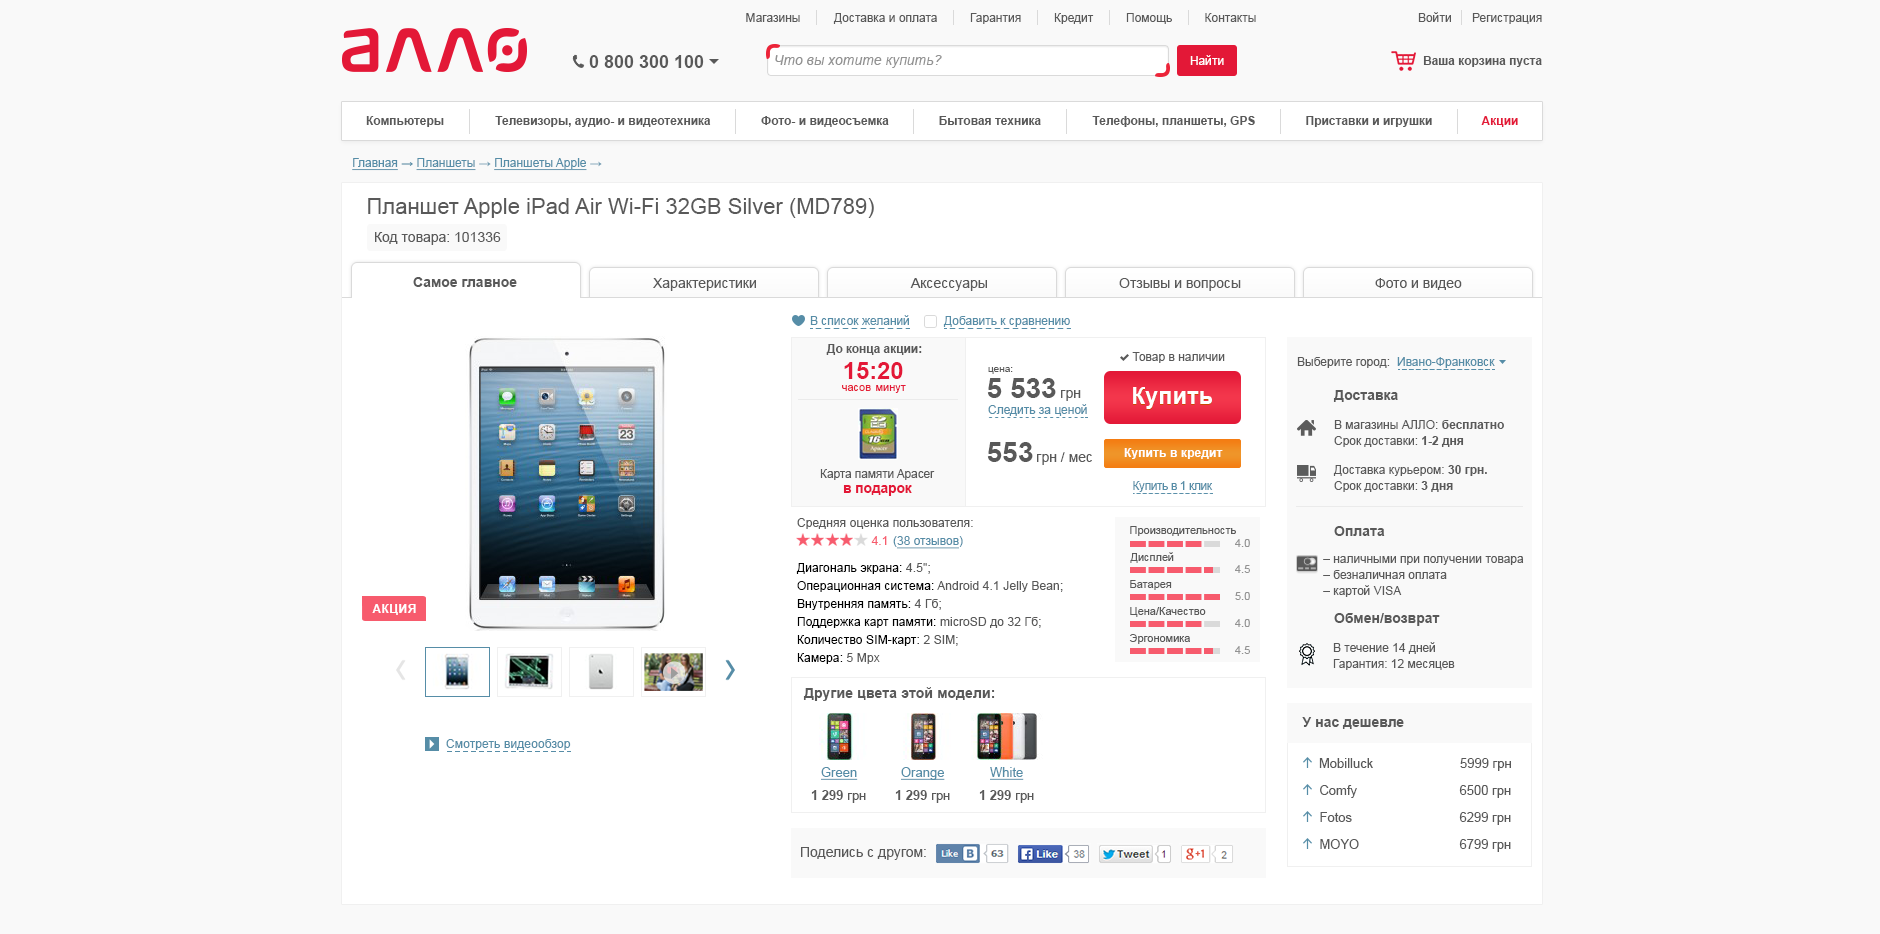 Магазины
Доставка и оплата
Гарантия
Кредит
Помощь
Контакты
Войти
Регистрация
алло
0 800 300 100
Что вы хотите купить?
Найти
Ваша корзина пуста
Компьютеры
Телевизоры, аудио- и видеотехника
Фото- и видеосъемка
Бытовая техника
Телефоны, планшеты, GPS
Приставки и игрушки
Акции
Главная → Планшеты → Планшеты Apple →
Планшет Apple iPad Air Wi-Fi 32GB Silver (MD789)
Код товара: 101336
Самое главное
Характеристики
Аксессуары
Отзывы и вопросы
Фото и видео
АКЦИЯ
Смотреть видеообзор
В список желаний
Добавить к сравнению
До конца акции:
15:20
часов минут
16
Apacer
Карта памяти Apacer
в подарок
цена:
5 533 грн
Следить за ценой
553 грн / мес
Товар в наличии
Купить
Купить в кредит
Купить в 1 клик
Средняя оценка пользователя:
4.1 (38 отзывов)
Диагональ экрана: 4.5";
Операционная система: Android 4.1 Jelly Bean;
Внутренняя память: 4 Гб;
Поддержка карт памяти: microSD до 32 Гб;
Количество SIM-карт: 2 SIM;
Камера: 5 Mpx
Производительность
4.0
Дисплей
4.5
Батарея
5.0
Цена/Качество
4.0
Эргономика
4.5
Другие цвета этой модели:
Green
Orange
White
1 299 грн
1 299 грн
1 299 грн
Поделись с другом:
Like B 63
Like 38
Tweet 1
g+1 2
Выберите город: Ивано-Франковск
Доставка
В магазины АЛЛО: бесплатно
Срок доставки: 1-2 дня
Доставка курьером: 30 грн.
Срок доставки: 3 дня
Оплата
– наличными при получении товара
– безналичная оплата
– картой VISA
Обмен/возврат
В течение 14 дней
Гарантия: 12 месяцев
У нас дешевле
Mobilluck 5999 грн
Comfy 6500 грн
Fotos 6299 грн
MOYO 6799 грн